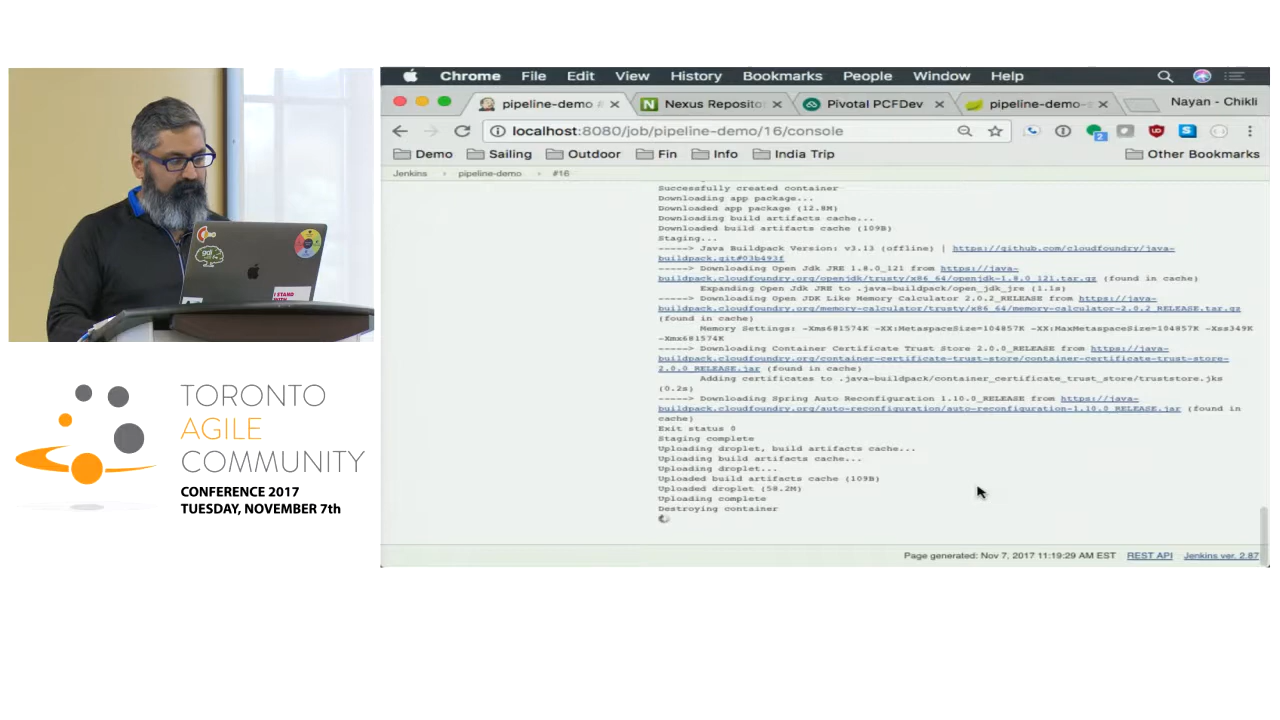 Chrome File Edit View History Bookmarks People Window Help
pipeline-demo
Nexus Reposito
Pivotal PCFDev
pipeline-demo-
Nayan - Chikli
localhost:8080/job/pipeline-demo/16/console
2
Demo Sailing Outdoor Fin Info India Trip Other Bookmarks
Jenkins pipeline-demo #16
Successfully created container
Downloading app package...
Downloaded app package (12.8M)
Downloading build artifacts cache...
Downloaded build artifacts cache (109B)
Staging...
-----> Java Buildpack Version: v3.13 (offline) | https://github.com/cloudfoundry/java-
buildpack.git#03b493f
-----> Downloading Open Jdk JRE 1.8.0_121 from https://java-
buildpack.cloudfoundry.org/openjdk/trusty/x86_64/openjdk-1.8.0_121.tar.gz (found in cache)
Expanding Open Jdk JRE to .java-buildpack/open_jdk_jre (1.1s)
-----> Downloading Open JDK Like Memory Calculator 2.0.2_RELEASE from https://java-
buildpack.cloudfoundry.org/memory-calculator/trusty/x86_64/memory-calculator-2.0.2_RELEASE.tar.gz
(found in cache)
Memory Settings: -Xms681574K -XX:MetaspaceSize=104857K -XX:MaxMetaspaceSize=104857K -Xss349K
-Xmx681574K
-----> Downloading Container Certificate Trust Store 2.0.0_RELEASE from https://java-
buildpack.cloudfoundry.org/container-certificate-trust-store/container-certificate-trust-store-
2.0.0_RELEASE.jar (found in cache)
Adding certificates to .java-buildpack/container_certificate_trust_store/truststore.jks
(0.2s)
-----> Downloading Spring Auto Reconfiguration 1.10.0_RELEASE from https://java-
buildpack.cloudfoundry.org/auto-reconfiguration/auto-reconfiguration-1.10.0_RELEASE.jar (found in
cache)
Exit status 0
Staging complete
Uploading droplet, build artifacts cache...
Uploading build artifacts cache...
Uploading droplet...
Uploaded build artifacts cache (109B)
Uploaded droplet (58.2M)
Uploading complete
Destroying container
Page generated: Nov 7, 2017 11:19:29 AM EST REST API Jenkins ver. 2.87
TORONTO
AGILE
COMMUNITY
CONFERENCE 2017
TUESDAY, NOVEMBER 7th
I STAND